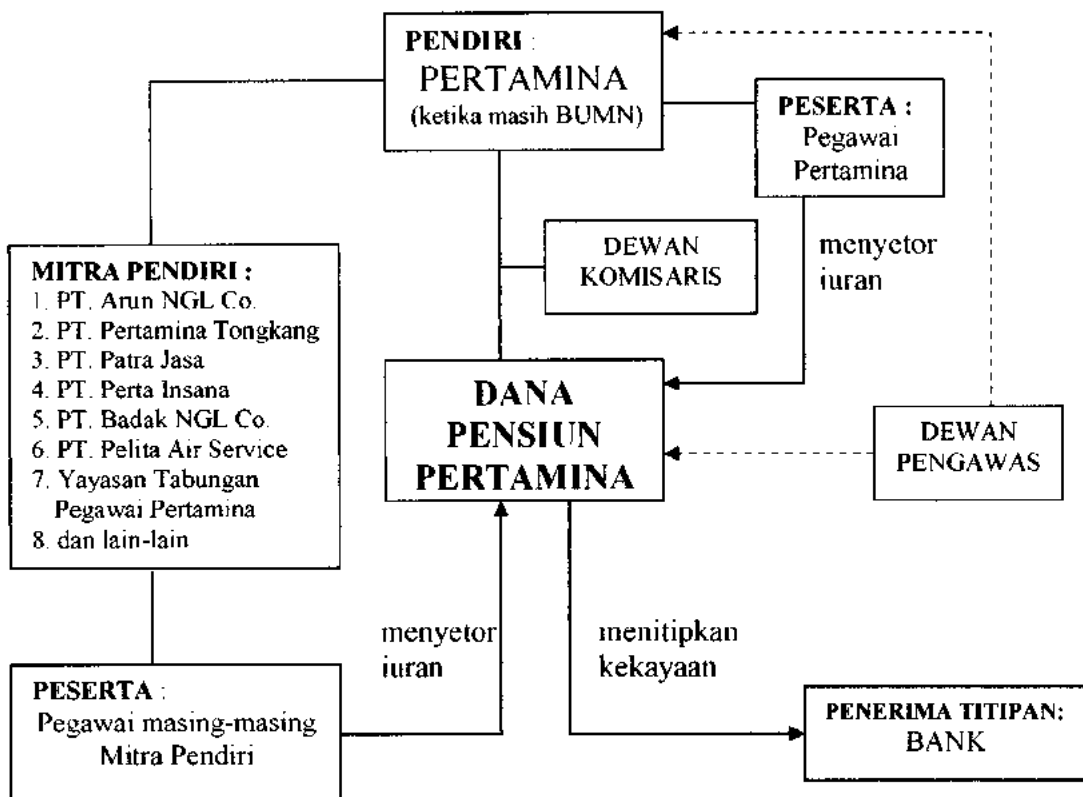 PENDIRI :
PERTAMINA
(ketika masih BUMN)
PESERTA :
Pegawai
Pertamina
DEWAN
KOMISARIS
menyetor
iuran
MITRA PENDIRI :
1. PT. Arun NGL Co.
2. PT. Pertamina Tongkang
3. PT. Patra Jasa
4. PT. Perta Insana
5. PT. Badak NGL Co.
6. PT. Pelita Air Service
7. Yayasan Tabungan
Pegawai Pertamina
8. dan lain-lain
DANA
PENSIUN
PERTAMINA
DEWAN
PENGAWAS
menyetor
iuran
menitipkan
kekayaan
PESERTA :
Pegawai masing-masing
Mitra Pendiri
PENERIMA TITIPAN:
BANK